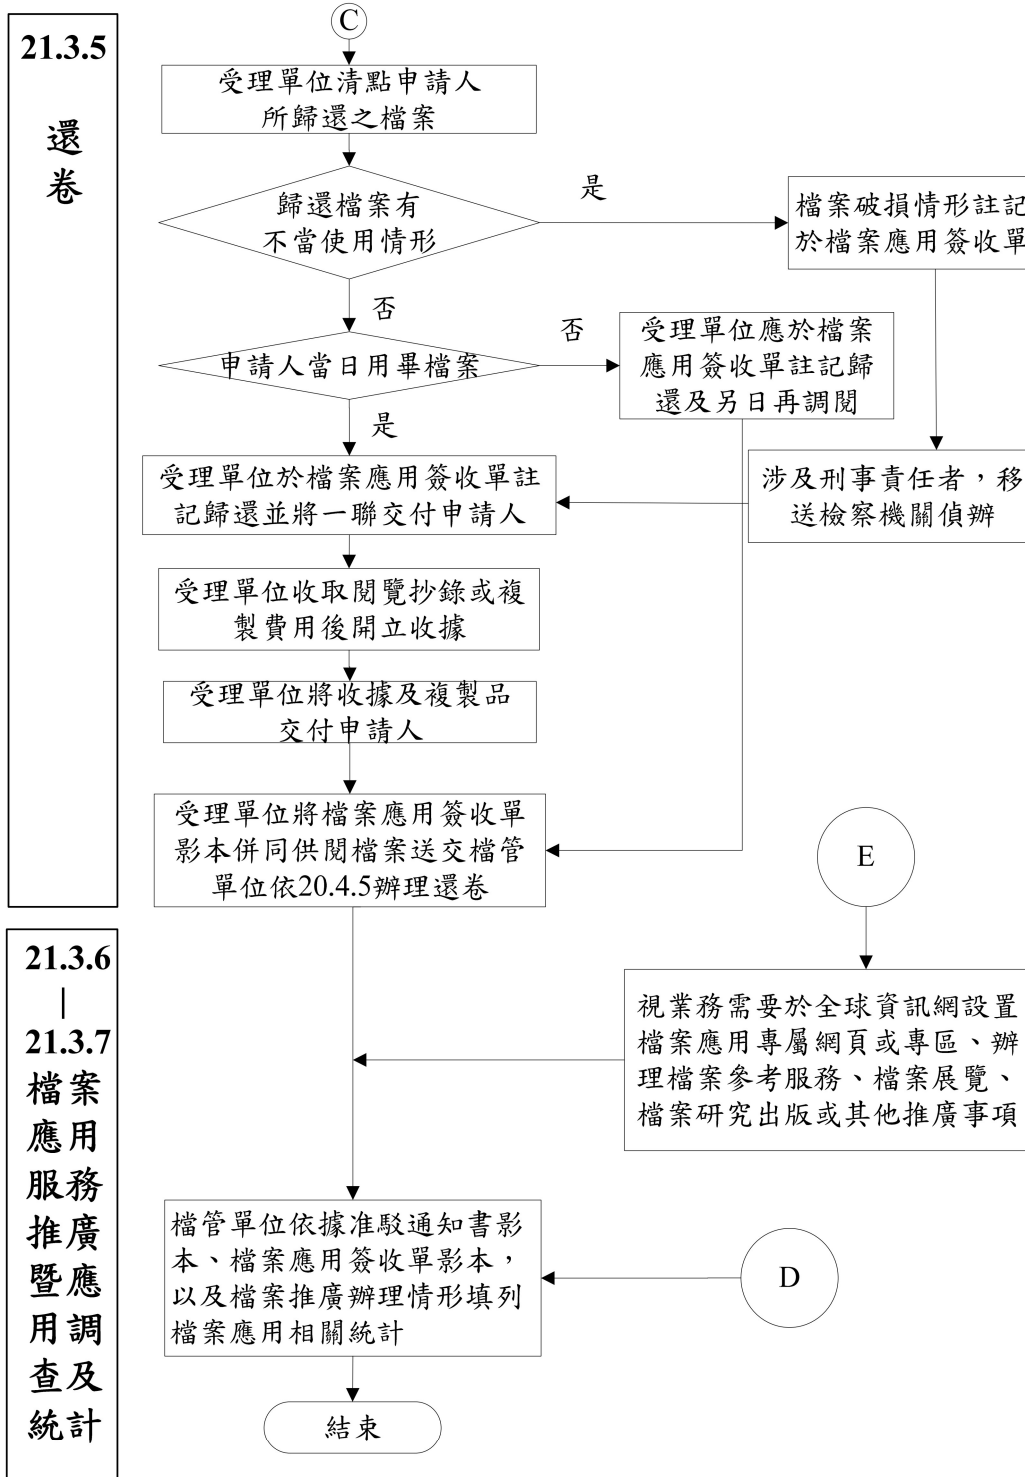 21.3.5
還
卷
C
受理單位清點申請人
所歸還之檔案
歸還檔案有
不當使用情形
是
檔案破損情形註記
於檔案應用簽收單
否
申請人當日用畢檔案
否
受理單位應於檔案
應用簽收單註記歸
還及另日再調閱
是
受理單位於檔案應用簽收單註
記歸還並將一聯交付申請人
涉及刑事責任者，移
送檢察機關偵辦
受理單位收取閱覽抄錄或複
製費用後開立收據
受理單位將收據及複製品
交付申請人
受理單位將檔案應用簽收單
影本併同供閱檔案送交檔管
單位依20.4.5辦理還卷
E
21.3.6
|
21.3.7
檔案
應用
服務
推廣
暨應
用調
查及
統計
視業務需要於全球資訊網設置
檔案應用專屬網頁或專區、辦
理檔案參考服務、檔案展覽、
檔案研究出版或其他推廣事項
檔管單位依據准駁通知書影
本、檔案應用簽收單影本，
以及檔案推廣辦理情形填列
檔案應用相關統計
D
結束